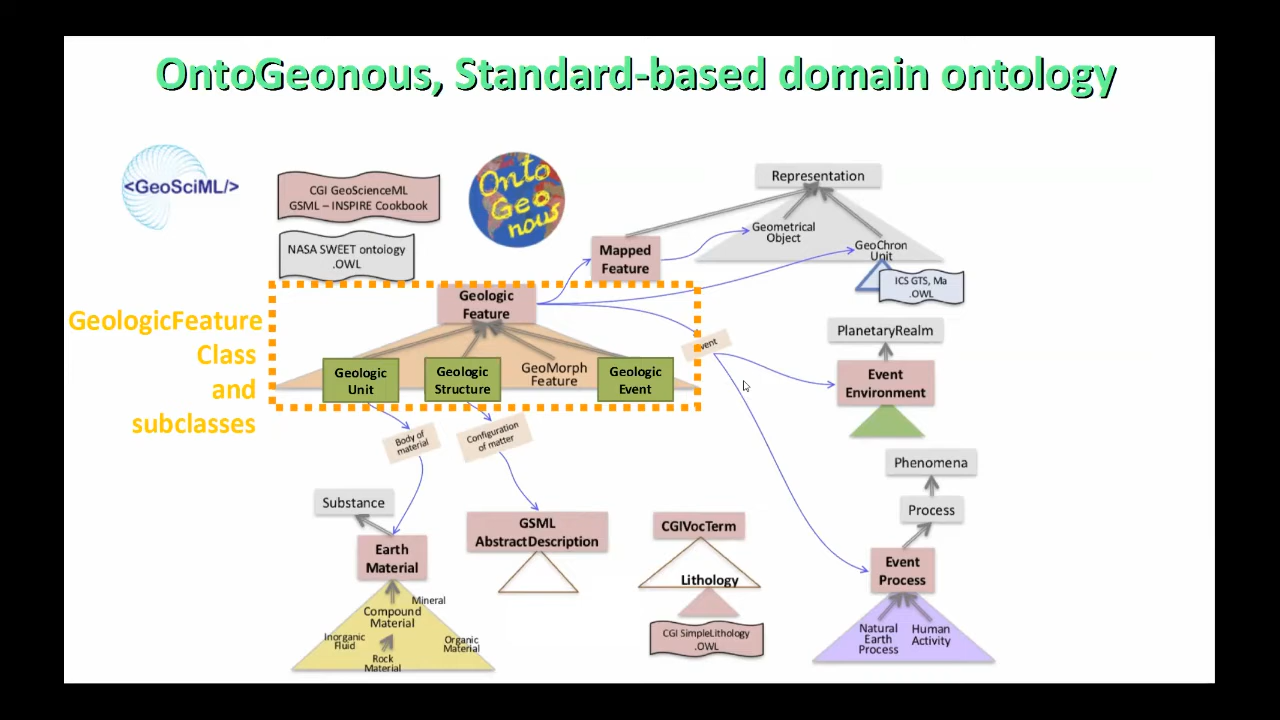 OntoGeonous, Standard-based domain ontology
<GeoSciML/>
CGI GeoScienceML
GSML – INSPIRE Cookbook
NASA SWEET ontology
.OWL
Onto
Geo
nous
Representation
Geometrical
Object
GeoChron
Unit
ICS GTS, Ma
.OWL
Mapped
Feature
Geologic
Feature
GeologicFeature
Class
and
subclasses
Geologic
Unit
Geologic
Structure
GeoMorph
Feature
Geologic
Event
PlanetaryRealm
Event
Environment
Body of
material
Configuration
of matter
Phenomena
Process
Substance
Earth
Material
GSML
AbstractDescription
CGIVocTerm
Lithology
CGI SimpleLithology
.OWL
Event
Process
Mineral
Compound
Material
Inorganic
Fluid
Organic
Material
Rock
Material
Natural
Earth
Process
Human
Activity